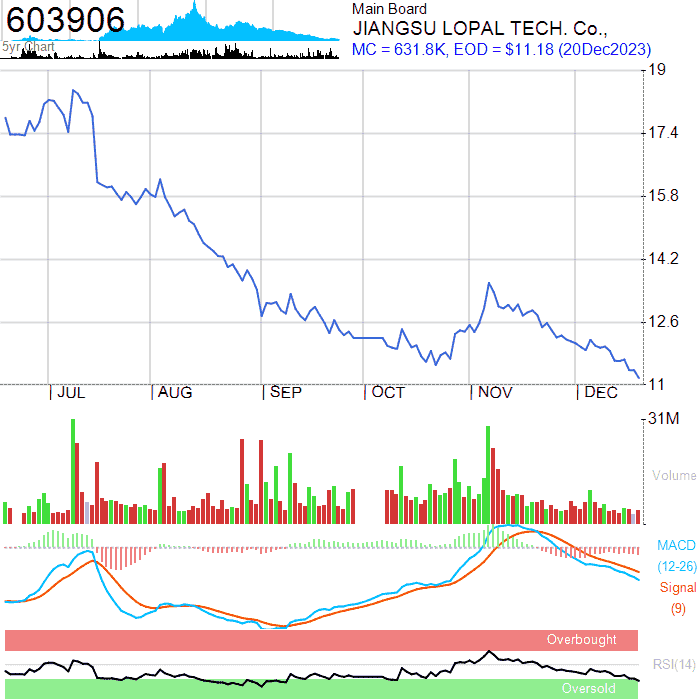 603906
5yr Chart
Main Board
JIANGSU LOPAL TECH. Co.,
MC = 631.8K, EOD = $11.18 (20Dec2023)
19
17.4
15.8
14.2
12.6
11
JUL AUG SEP OCT NOV DEC
31M
Volume
MACD
(12-26)
Signal
(9)
Overbought
RSI(14)
Oversold